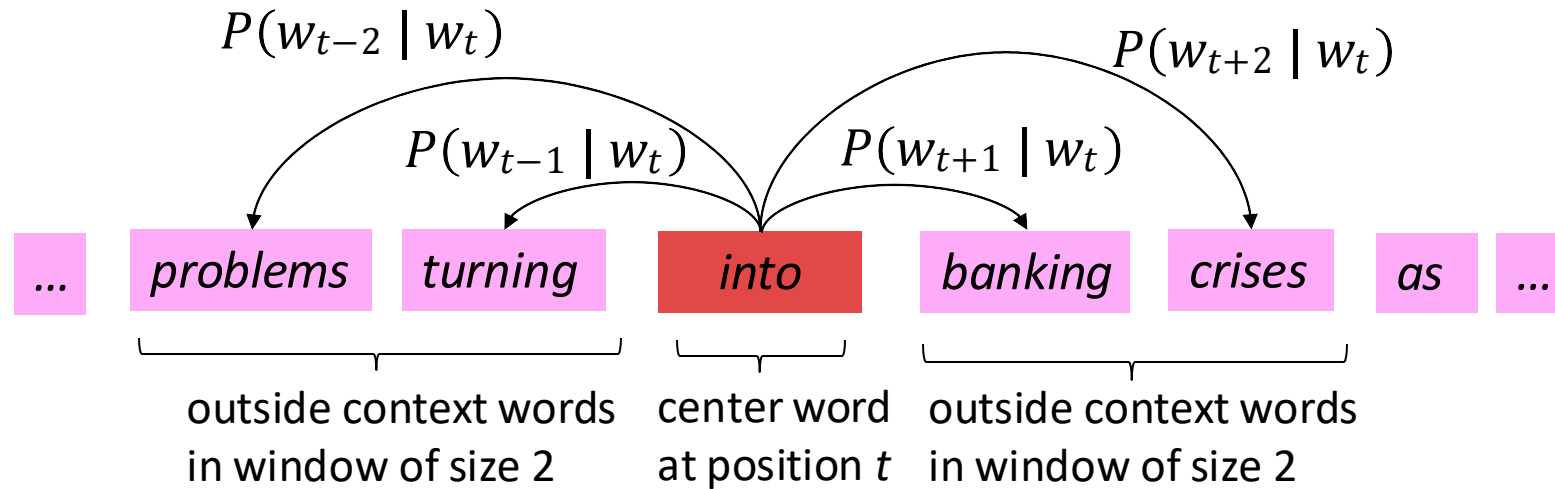 P(w_{t−2} | w_t)
P(w_{t+2} | w_t)
P(w_{t−1} | w_t)
P(w_{t+1} | w_t)
... problems turning into banking crises as ...
outside context words
in window of size 2
center word
at position t
outside context words
in window of size 2